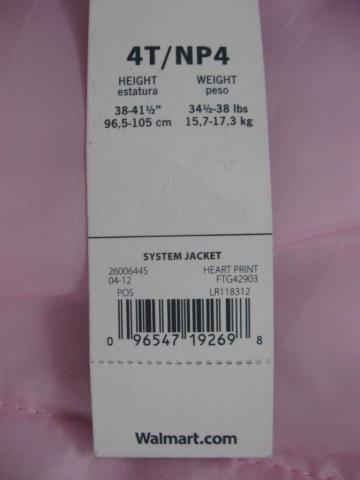 4T/NP4
HEIGHT WEIGHT
estatura peso
38-41½" 34½-38 lbs
96,5-105 cm 15,7-17,3 kg
SYSTEM JACKET
26006445 HEART PRINT
04-12 FTG42903
POS LR118312
0 96547 19269 8
Walmart.com